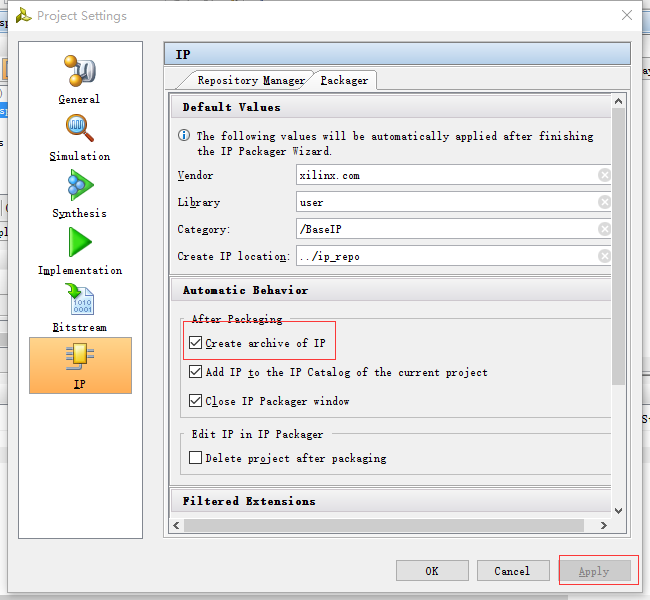 Project Settings
General
Simulation
Synthesis
Implementation
Bitstream
IP
IP
Repository Manager
Packager
Default Values
The following values will be automatically applied after finishing
the IP Packager Wizard.
Vendor
xilinx.com
Library
user
Category:
/BaseIP
Create IP location:
../ip_repo
Automatic Behavior
After Packaging
Create archive of IP
Add IP to the IP Catalog of the current project
Close IP Packager window
Edit IP in IP Packager
Delete project after packaging
Filtered Extensions
OK
Cancel
Apply